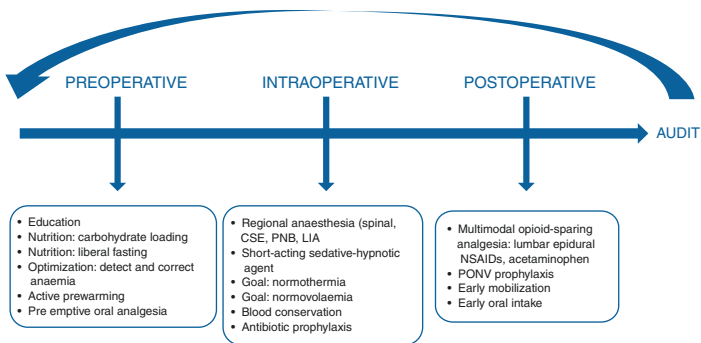 PREOPERATIVE
INTRAOPERATIVE
POSTOPERATIVE
AUDIT
• Education
• Nutrition: carbohydrate loading
• Nutrition: liberal fasting
• Optimization: detect and correct
anaemia
• Active prewarming
• Pre emptive oral analgesia
• Regional anaesthesia (spinal,
CSE, PNB, LIA
• Short-acting sedative-hypnotic
agent
• Goal: normothermia
• Goal: normovolaemia
• Blood conservation
• Antibiotic prophylaxis
• Multimodal opioid-sparing
analgesia: lumbar epidural
NSAIDs, acetaminophen
• PONV prophylaxis
• Early mobilization
• Early oral intake